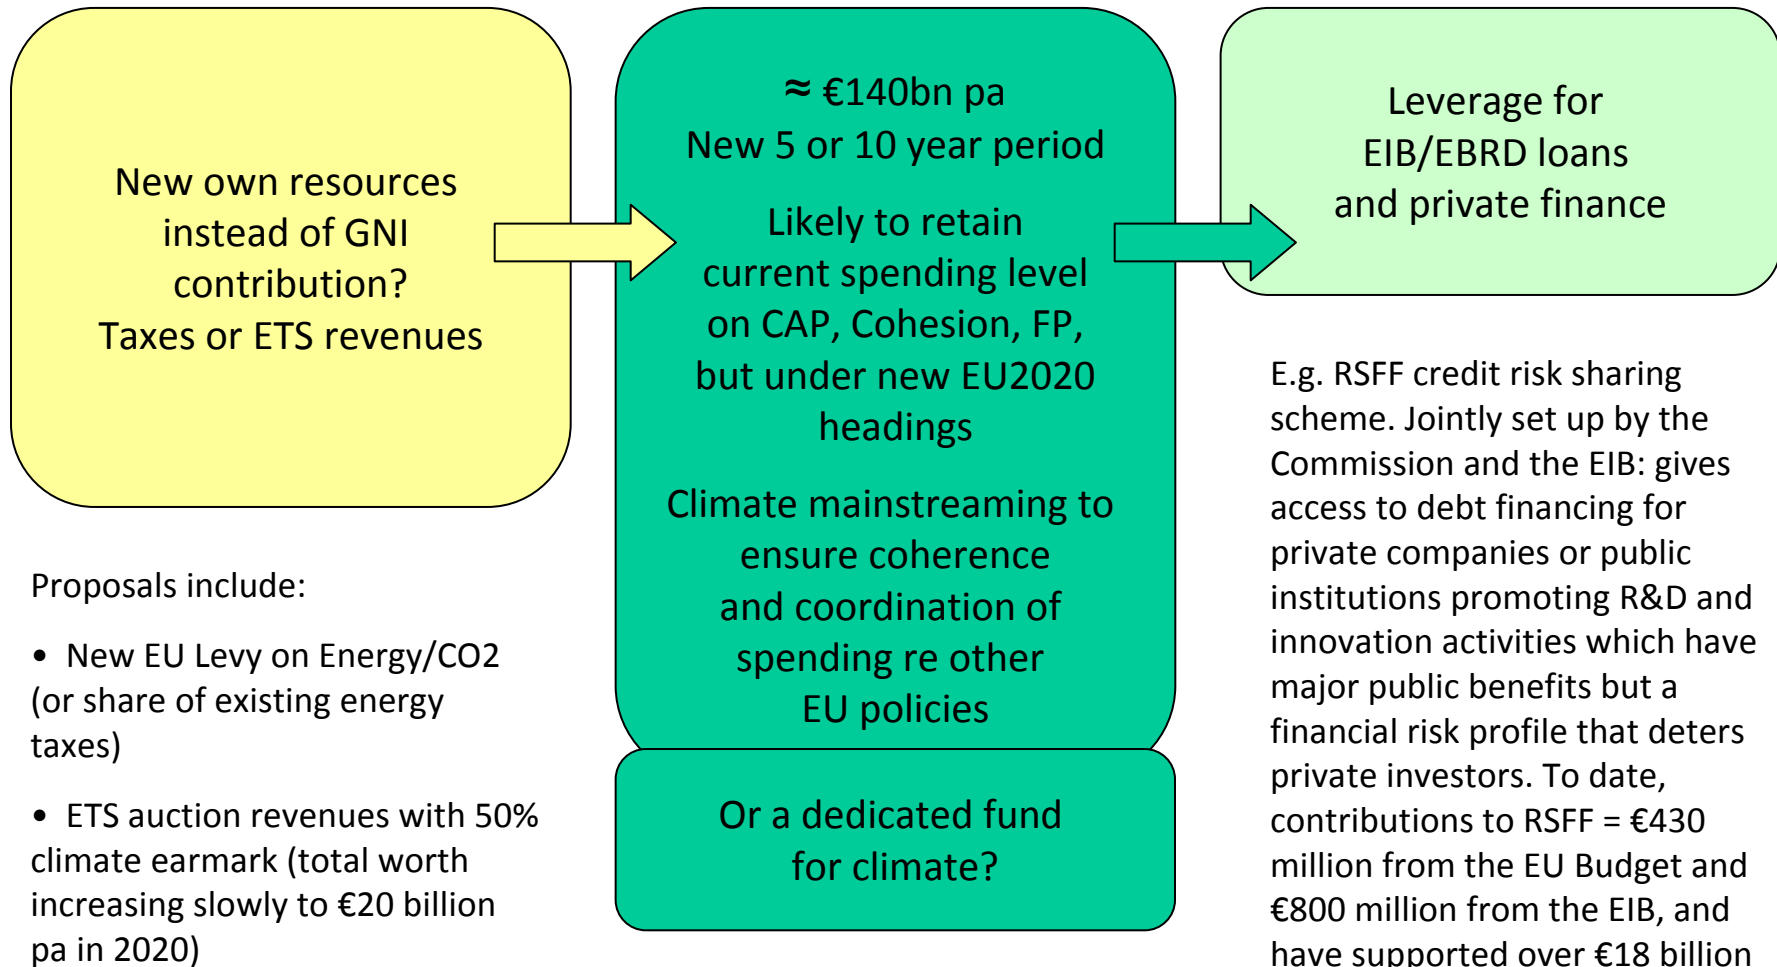 New own resources
instead of GNI
contribution?
Taxes or ETS revenues
Proposals include:
• New EU Levy on Energy/CO2
(or share of existing energy
taxes)
• ETS auction revenues with 50%
climate earmark (total worth
increasing slowly to €20 billion
pa in 2020)
≈ €140bn pa
New 5 or 10 year period
Likely to retain
current spending level
on CAP, Cohesion, FP,
but under new EU2020
headings
Climate mainstreaming to
ensure coherence
and coordination of
spending re other
EU policies
Or a dedicated fund
for climate?
Leverage for
EIB/EBRD loans
and private finance
E.g. RSFF credit risk sharing
scheme. Jointly set up by the
Commission and the EIB: gives
access to debt financing for
private companies or public
institutions promoting R&D and
innovation activities which have
major public benefits but a
financial risk profile that deters
private investors. To date,
contributions to RSFF = €430
million from the EU Budget and
€800 million from the EIB, and
have supported over €18 billion